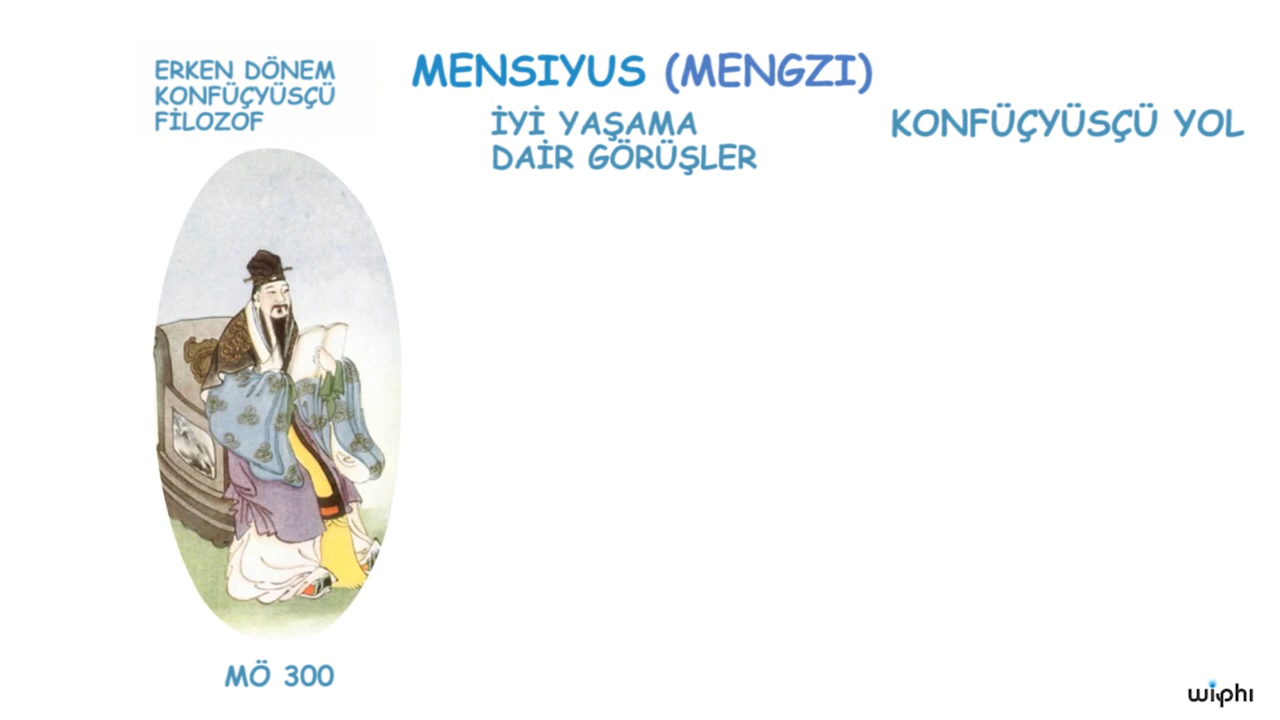 ERKEN DÖNEM
KONFÜÇYÜSÇÜ
FİLOZOF
MENSIYUS (MENGZI)
İYİ YAŞAMA
DAİR GÖRÜŞLER
KONFÜÇYÜSÇÜ YOL
MÖ 300
wiphi